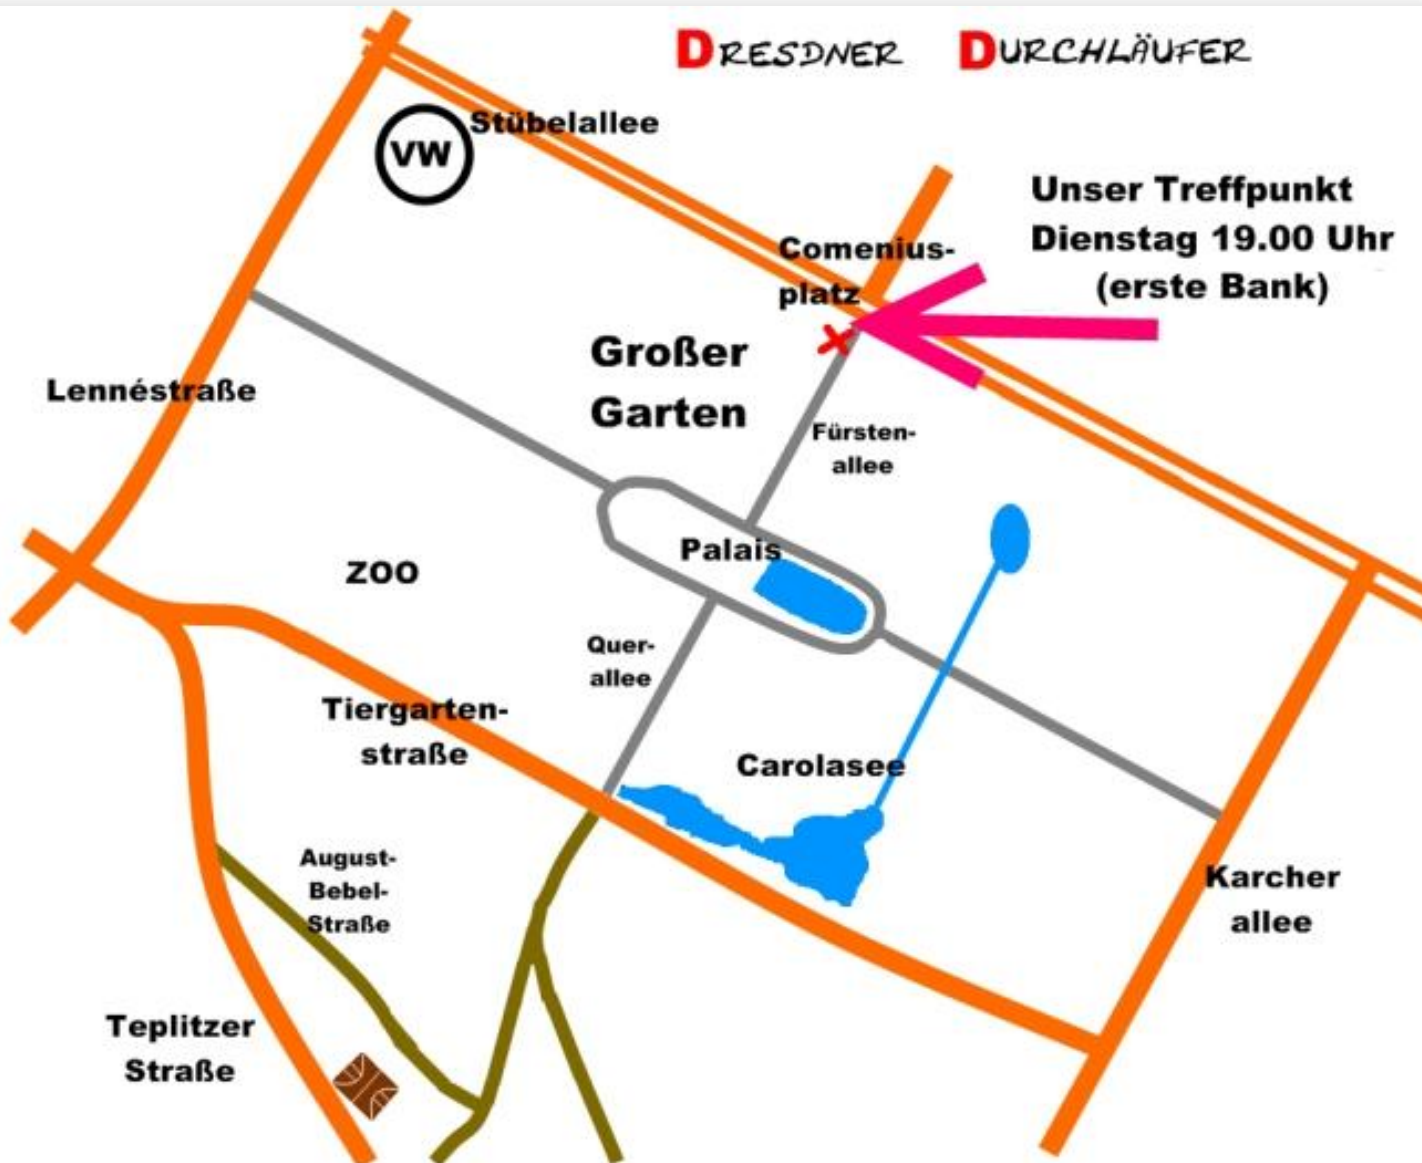 DRESDNER DURCHLÄUFER
Stübelallee
VW
Unser Treffpunkt
Dienstag 19.00 Uhr
(erste Bank)
Comenius-
platz
Großer
Garten
Lennéstraße
Fürsten-
allee
Palais
ZOO
Quer-
allee
Tiergarten-
straße
Carolasee
August-
Bebel-
Straße
Karcher
allee
Teplitzer
Straße